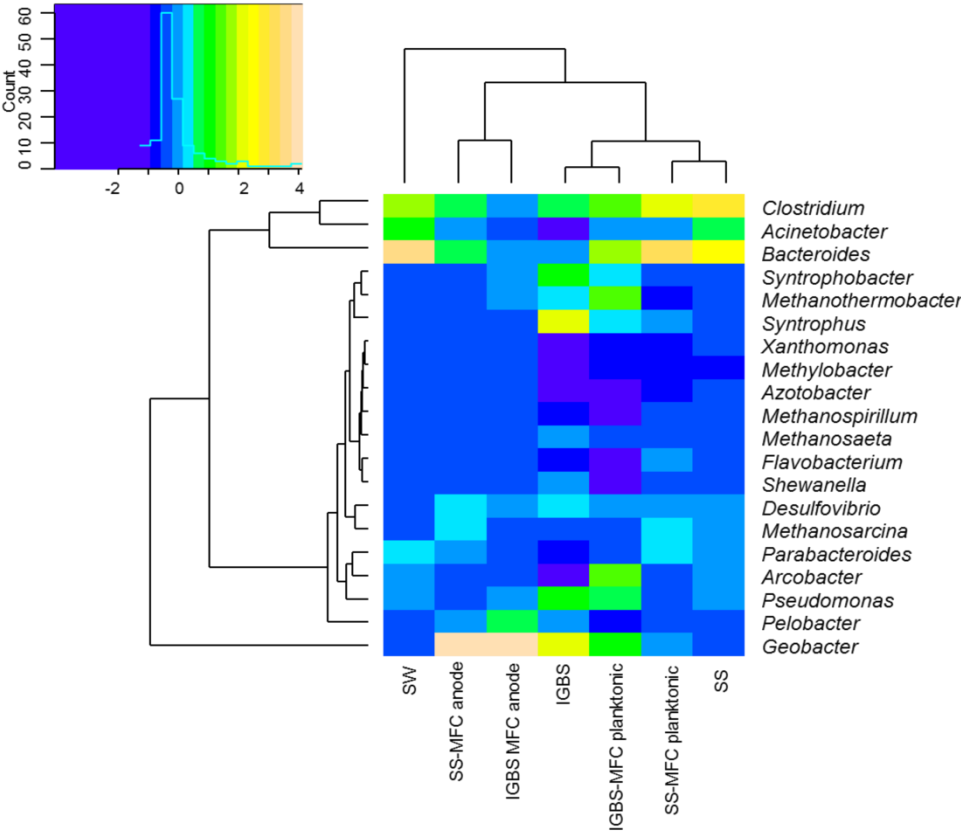 Count
0 10 20 30 40 50 60
-2 0 2 4
Clostridium
Acinetobacter
Bacteroides
Syntrophobacter
Methanothermobacter
Syntrophus
Xanthomonas
Methylobacter
Azotobacter
Methanospirillum
Methanosaeta
Flavobacterium
Shewanella
Desulfovibrio
Methanosarcina
Parabacteroides
Arcobacter
Pseudomonas
Pelobacter
Geobacter
SW
SS-MFC anode
IGBS MFC anode
IGBS
IGBS-MFC planktonic
SS-MFC planktonic
SS